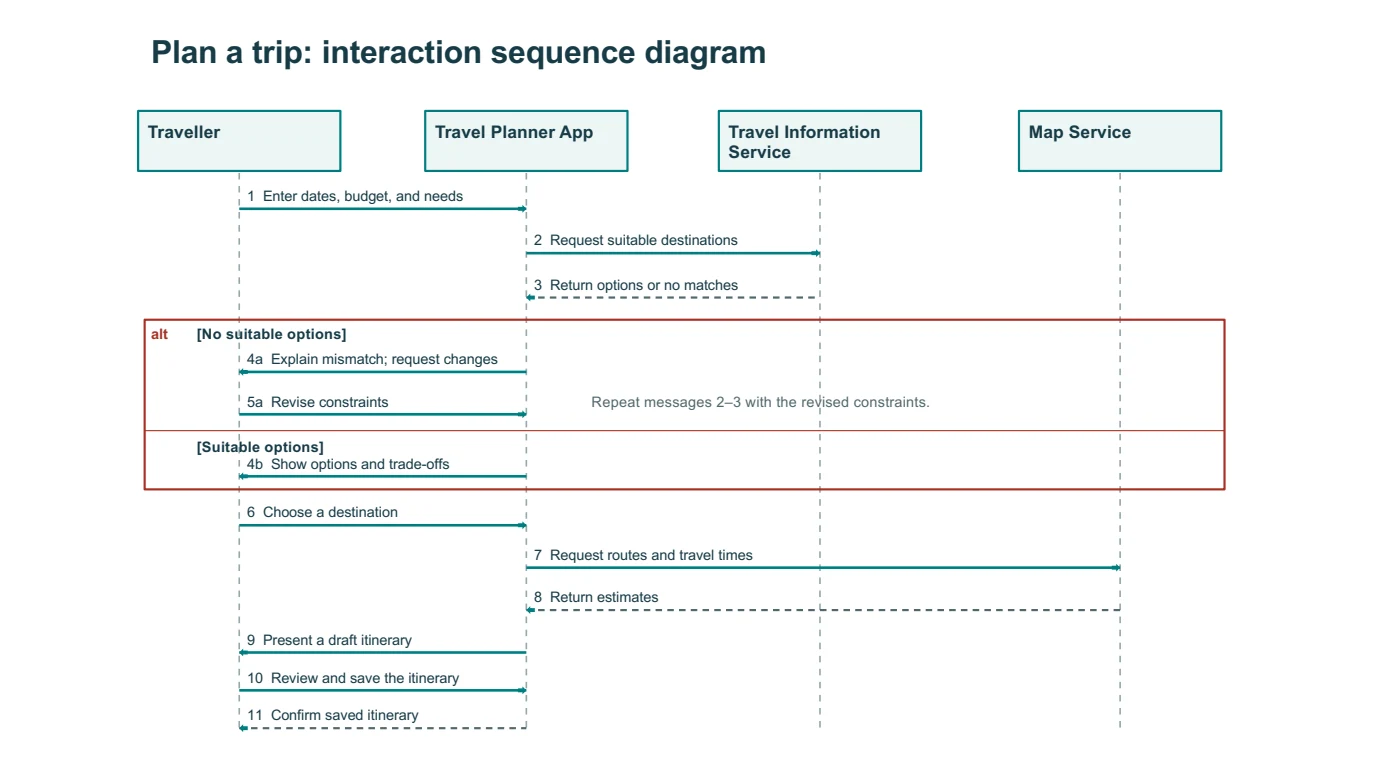 Plan a trip: interaction sequence diagram
Traveller
Travel Planner App
Travel Information
Service
Map Service
1 Enter dates, budget, and needs
2 Request suitable destinations
3 Return options or no matches
alt [No suitable options]
4a Explain mismatch; request changes
5a Revise constraints
Repeat messages 2–3 with the revised constraints.
[Suitable options]
4b Show options and trade-offs
6 Choose a destination
7 Request routes and travel times
8 Return estimates
9 Present a draft itinerary
10 Review and save the itinerary
11 Confirm saved itinerary